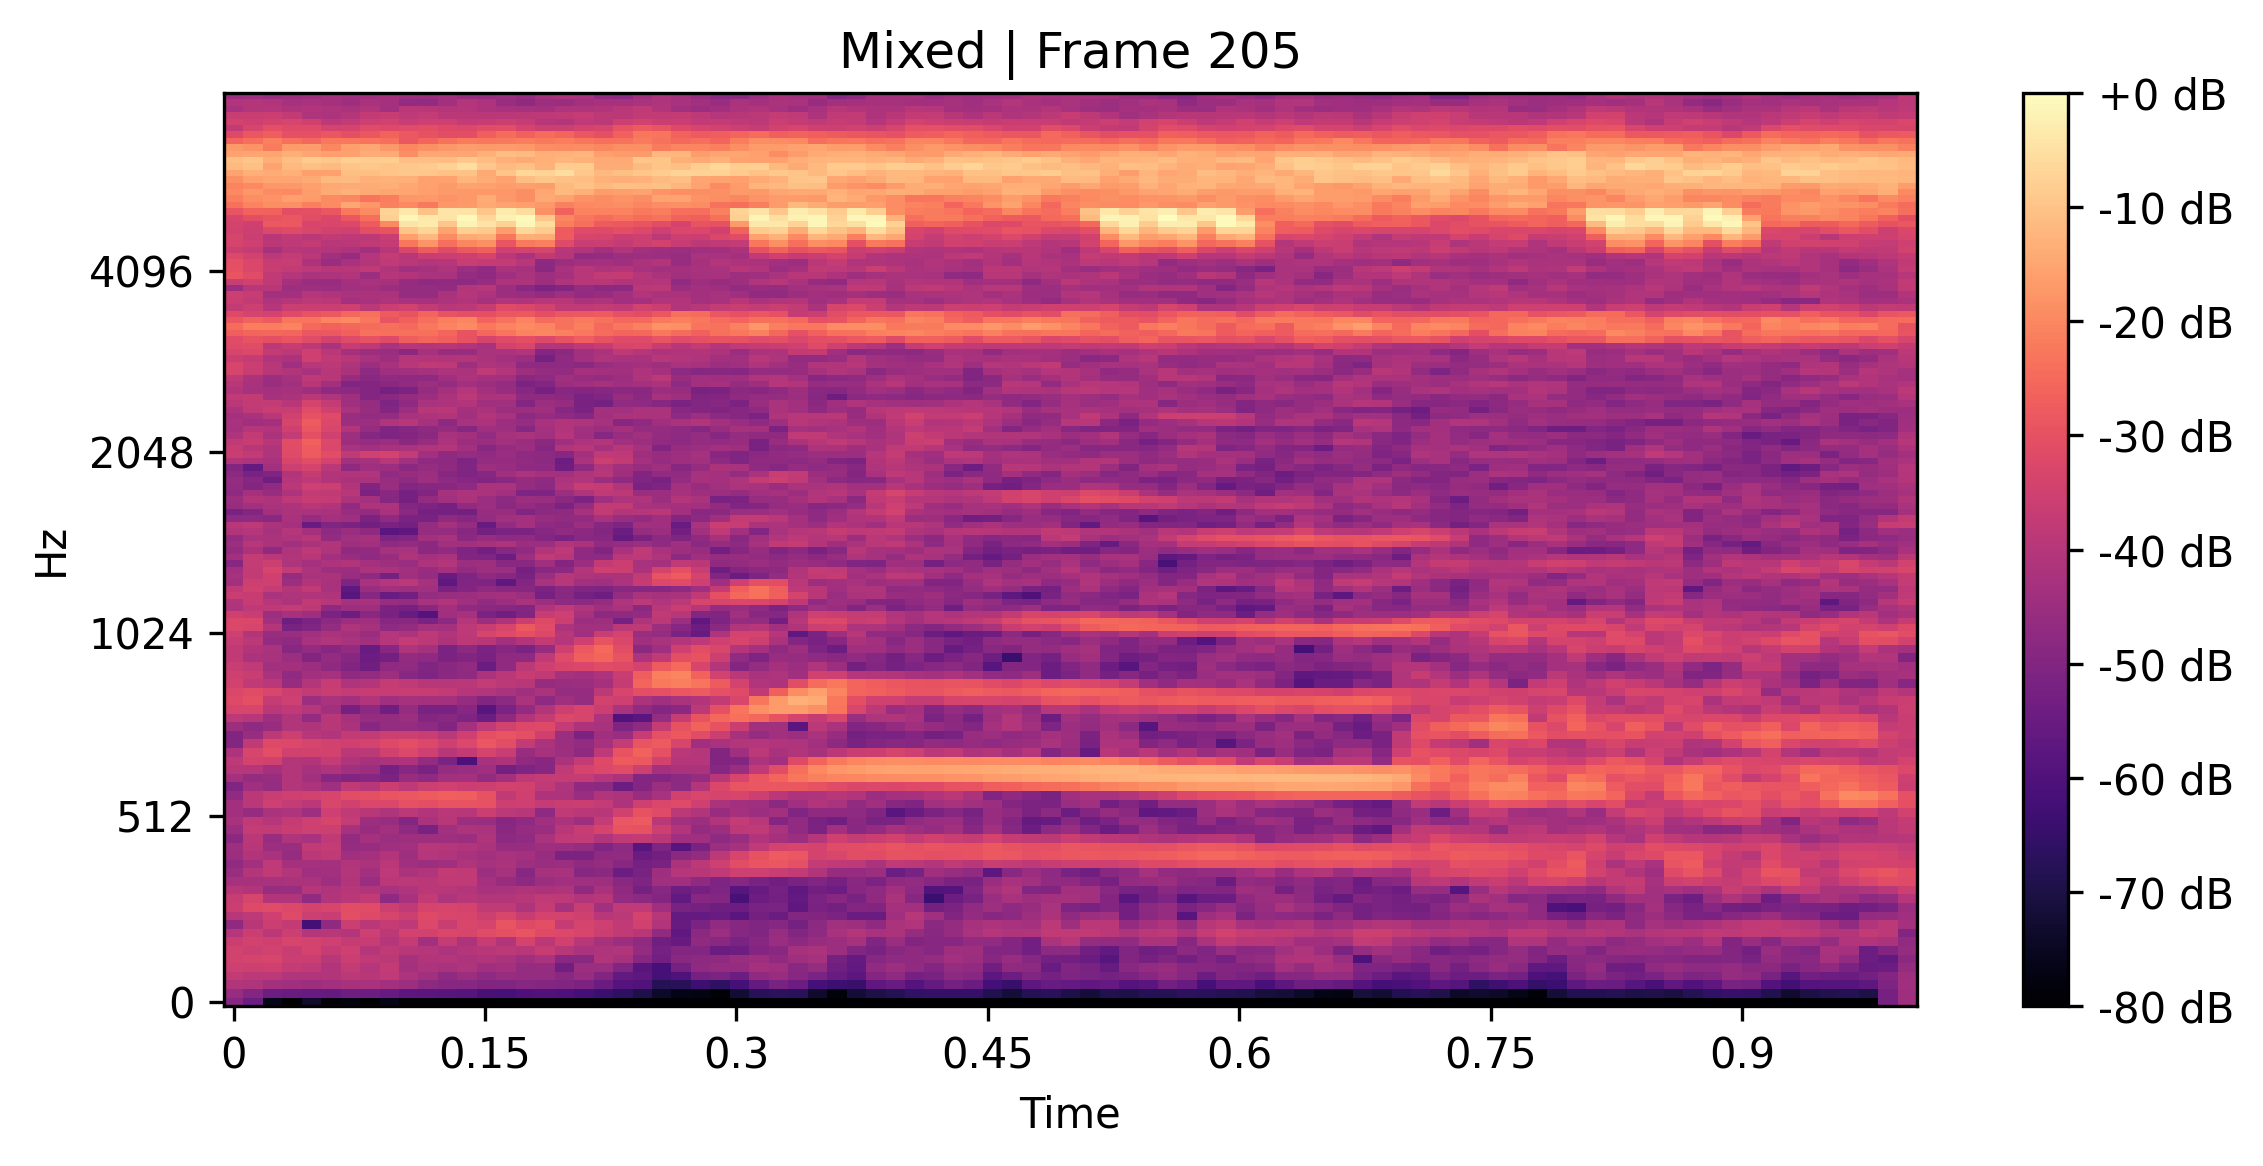 Mixed | Frame 205
Hz
4096
2048
1024
512
0
0 0.15 0.3 0.45 0.6 0.75 0.9
Time
+0 dB
-10 dB
-20 dB
-30 dB
-40 dB
-50 dB
-60 dB
-70 dB
-80 dB